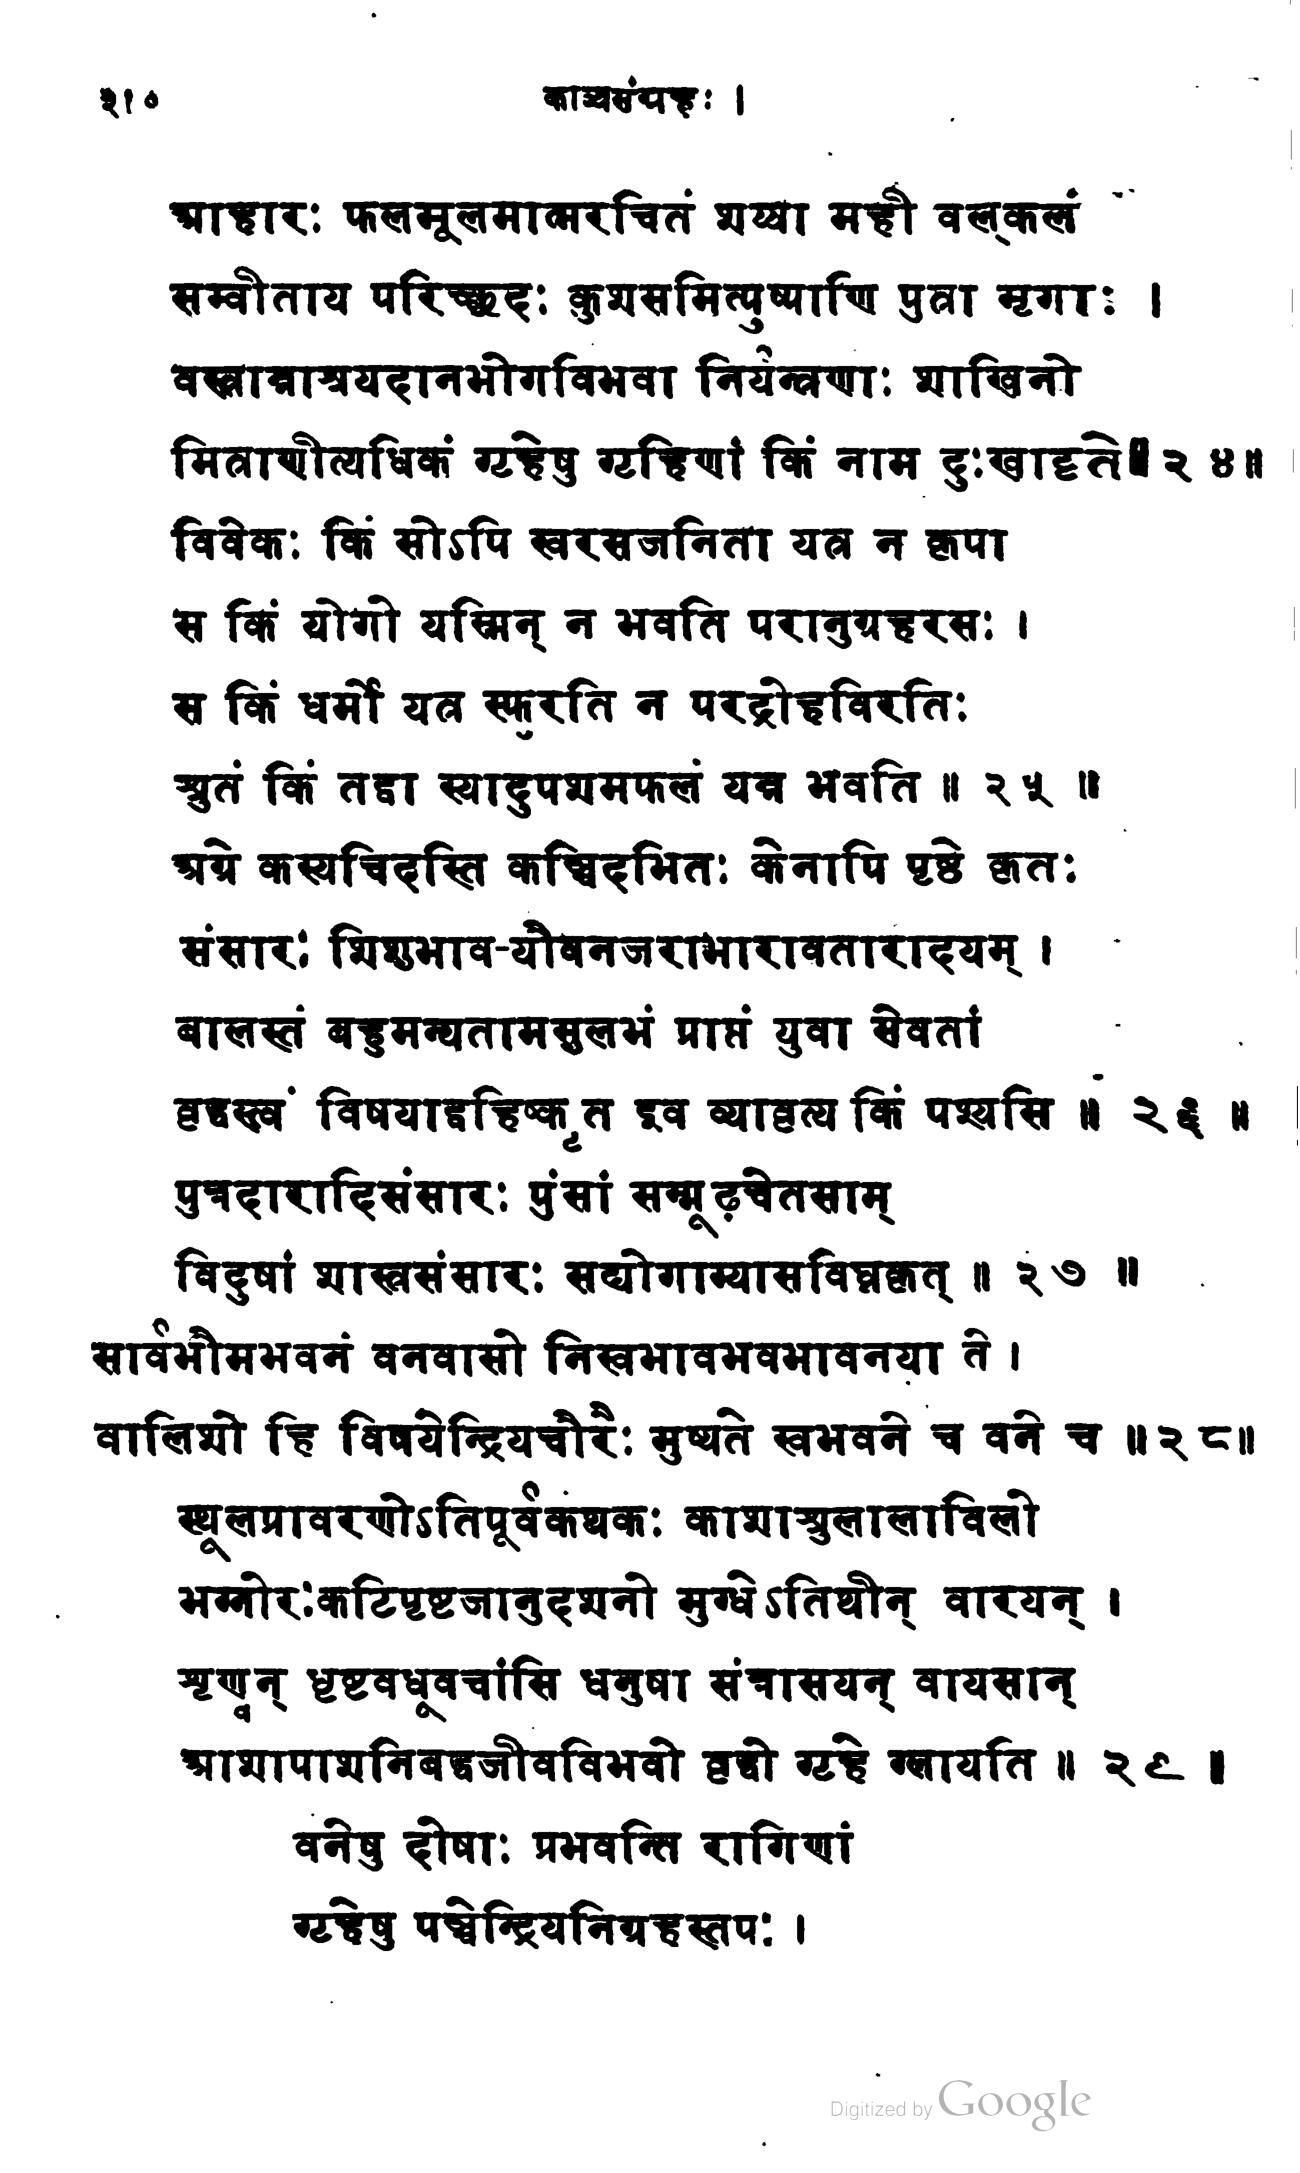 ३१० काव्यसंग्रहः ।
आहारः फलमूलमात्मरचितं शय्या मही वल्कलं
सम्वीताय परिच्छदः कुशसमित्पुष्पाणि पुत्रा मृगाः ।
वस्त्रान्नाश्रयदानभोगविभवा निर्यन्त्रणाः शाखिनो
मित्राणीत्यधिकं गृहेषु गृहिणां किं नाम दुःखादृते॥ २४॥
विवेकः किं सोऽपि स्वरसजनिता यत्र न कृपा
स किं योगो यस्मिन् न भवति परानुग्रहरसः ।
स किं धर्मो यत्र स्फुरति न परद्रोहविरतिः
श्रुतं किं तद्वा स्यादुपशमफलं यन्न भवति ॥ २५ ॥
अग्रे कस्यचिदस्ति कञ्चिदभितः केनापि पृष्ठे कृतः
संसारः शिशुभाव-यौवनजराभारावतारादयम् ।
बालस्तं बहुमन्यतामसुलभं प्राप्तं युवा सेवतां
वृद्धस्त्वं विषयाद्बहिष्कृत इव व्यावृत्य किं पश्यसि ॥ २६ ॥
पुत्रदारादिसंसारः पुंसां सम्मूढ़चेतसाम्
विदुषां शास्त्रसंसारः सद्योगाभ्यासविघ्नकृत् ॥ २७ ॥
सार्वभौमभवनं वनवासो निस्वभावभवभावनया ते ।
वालिशो हि विषयेन्द्रियचौरैः मुष्यते स्वभवने च वने च ॥२८॥
स्थूलप्रावरणोऽतिपूर्वकथकः काशाश्रुलालाविलो
भग्नोरःकटिपृष्टजानुदशनो मुग्धेऽतिथीन् वारयन् ।
शृण्वन् धृष्टवधूवचांसि धनुषा संत्रासयन् वायसान्
आशापाशनिबद्धजीवविभवो वृद्धो गृहे ग्लायति ॥ २९ ॥
वनेषु दोषाः प्रभवन्ति रागिणां
गृहेषु पञ्चेन्द्रियनिग्रहस्तपः ।
Digitized by Google